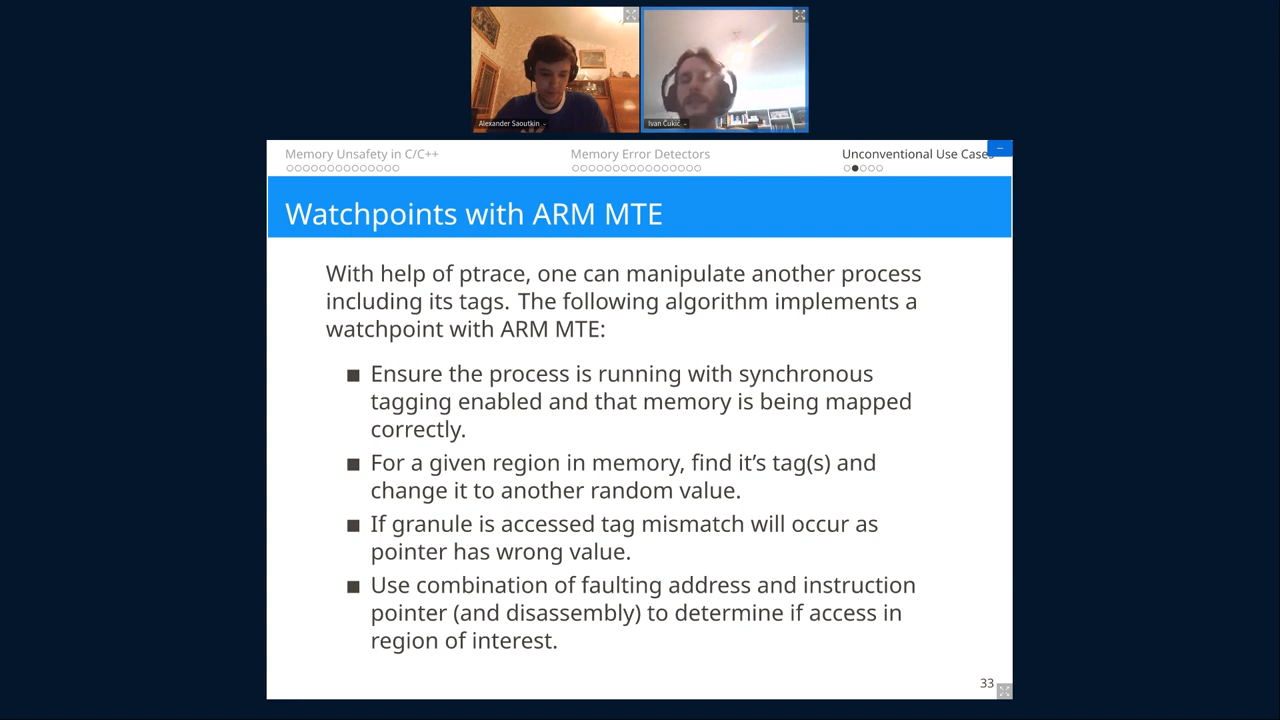 Alexander Saoutkin
Ivan Čukić
Memory Unsafety in C/C++
Memory Error Detectors
Unconventional Use Cases
Watchpoints with ARM MTE
With help of ptrace, one can manipulate another process
including its tags. The following algorithm implements a
watchpoint with ARM MTE:
■ Ensure the process is running with synchronous
tagging enabled and that memory is being mapped
correctly.
■ For a given region in memory, find it’s tag(s) and
change it to another random value.
■ If granule is accessed tag mismatch will occur as
pointer has wrong value.
■ Use combination of faulting address and instruction
pointer (and disassembly) to determine if access in
region of interest.
33